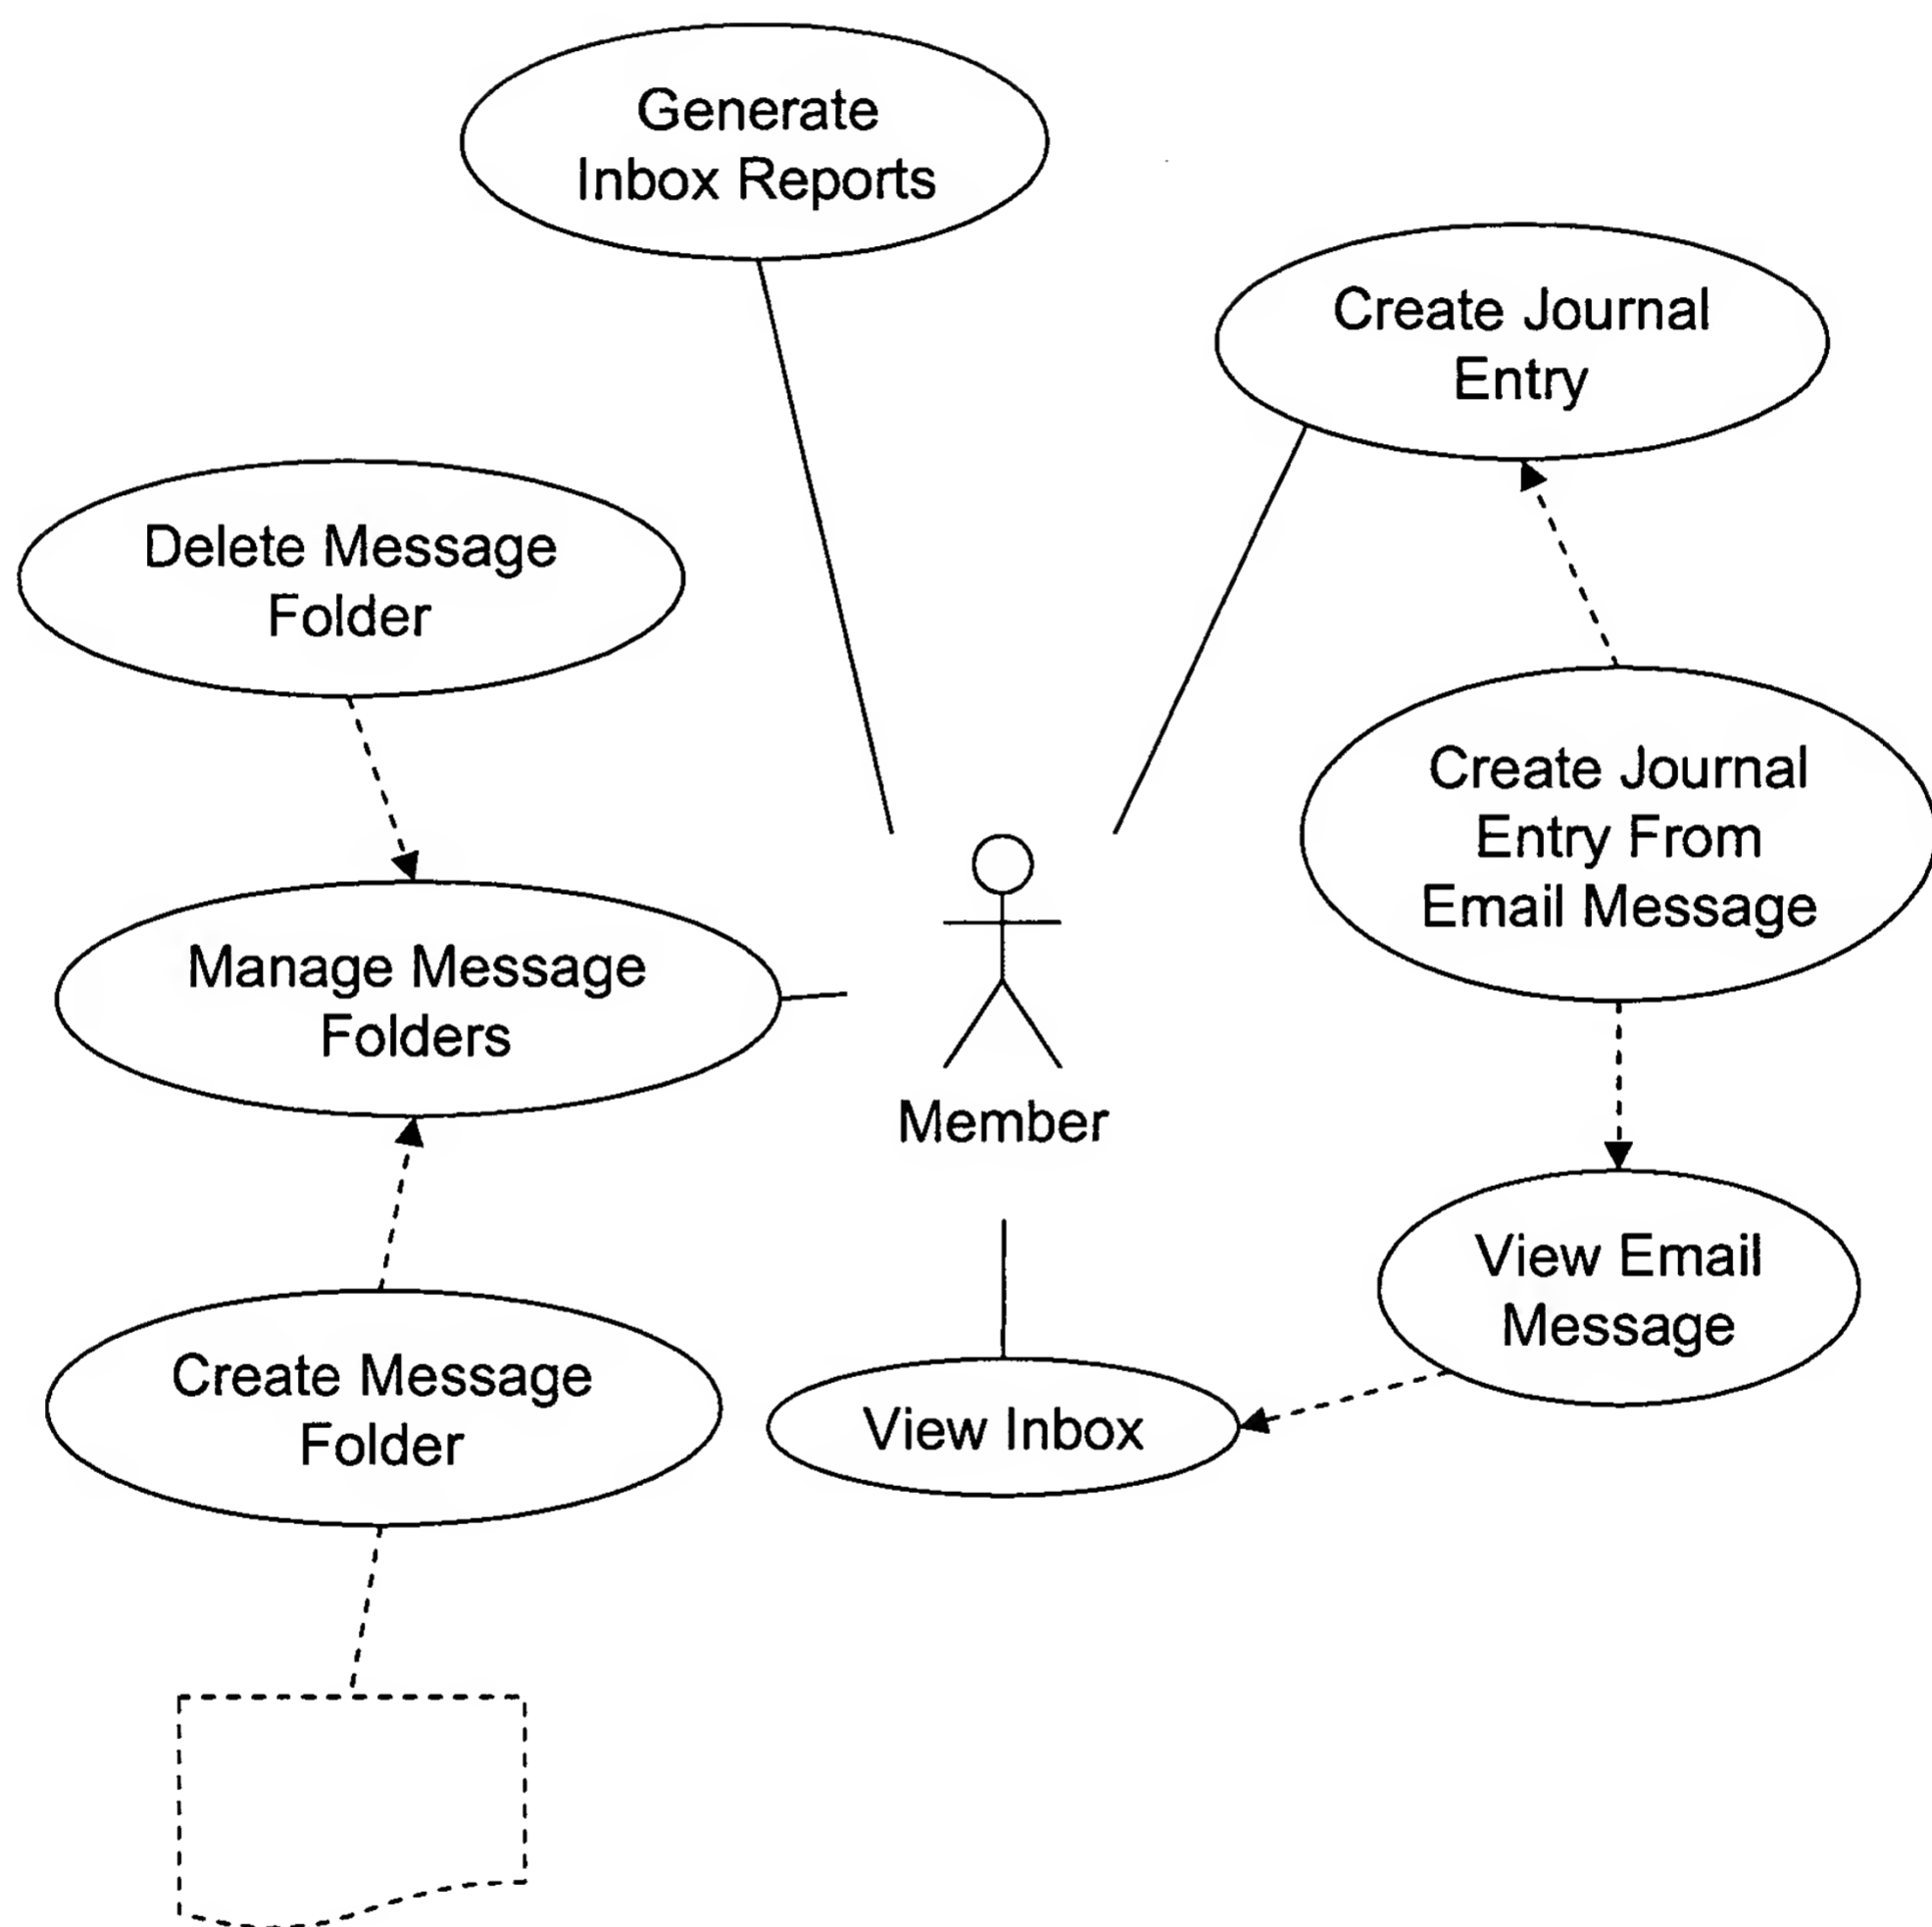 Generate
Inbox Reports
Create Journal
Entry
Delete Message
Folder
Create Journal
Entry From
Email Message
Manage Message
Folders
Member
View Email
Message
Create Message
Folder
View Inbox